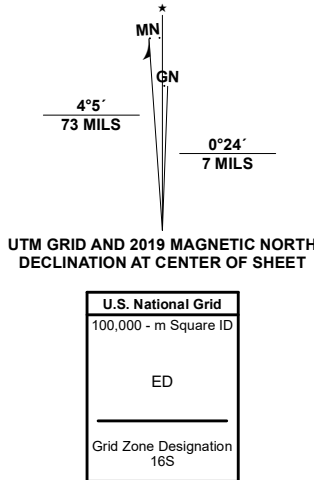 MN
GN
4°5´
73 MILS
0°24´
7 MILS
UTM GRID AND 2019 MAGNETIC NORTH
DECLINATION AT CENTER OF SHEET
U.S. National Grid
100,000 - m Square ID
ED
Grid Zone Designation
16S